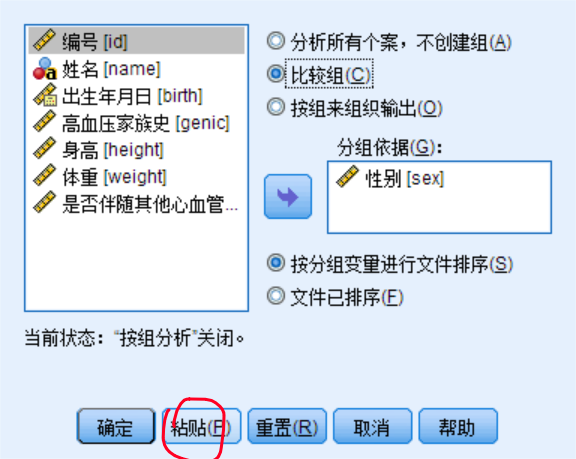 编号 [id]
姓名 [name]
出生年月日 [birth]
高血压家族史 [genic]
身高 [height]
体重 [weight]
是否伴随其他心血管...
分析所有个案，不创建组(A)
比较组(C)
按组来组织输出(O)
分组依据(G)：
性别 [sex]
按分组变量进行文件排序(S)
文件已排序(F)
当前状态：“按组分析”关闭。
确定
粘贴(P)
重置(R)
取消
帮助